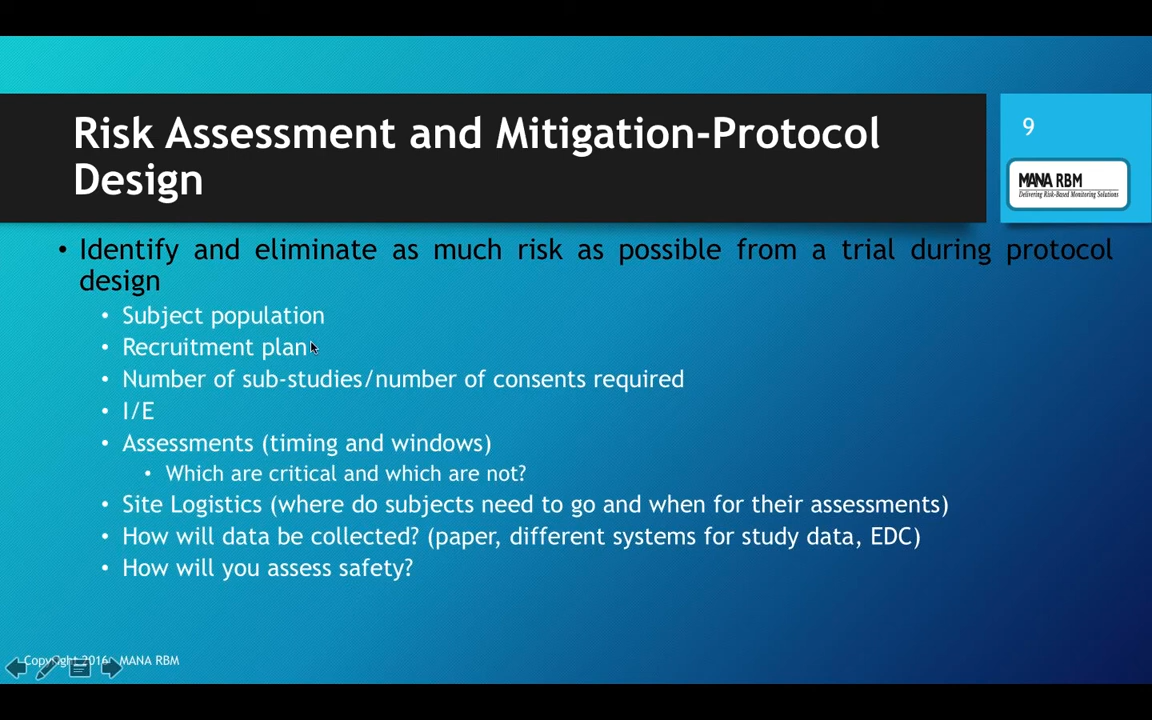 Risk Assessment and Mitigation-Protocol
Design
9
MANA RBM
Delivering Risk-Based Monitoring Solutions
• Identify and eliminate as much risk as possible from a trial during protocol
design
• Subject population
• Recruitment plan
• Number of sub-studies/number of consents required
• I/E
• Assessments (timing and windows)
• Which are critical and which are not?
• Site Logistics (where do subjects need to go and when for their assessments)
• How will data be collected? (paper, different systems for study data, EDC)
• How will you assess safety?
Copyright 2016 MANA RBM